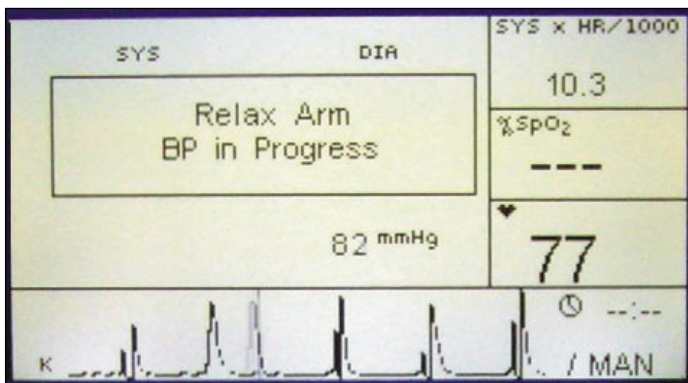 SYS DIA
Relax Arm
BP in Progress
82 mmHg
SYS x HR/1000
10.3
%SpO₂
---
77
K
--:--
/ MAN